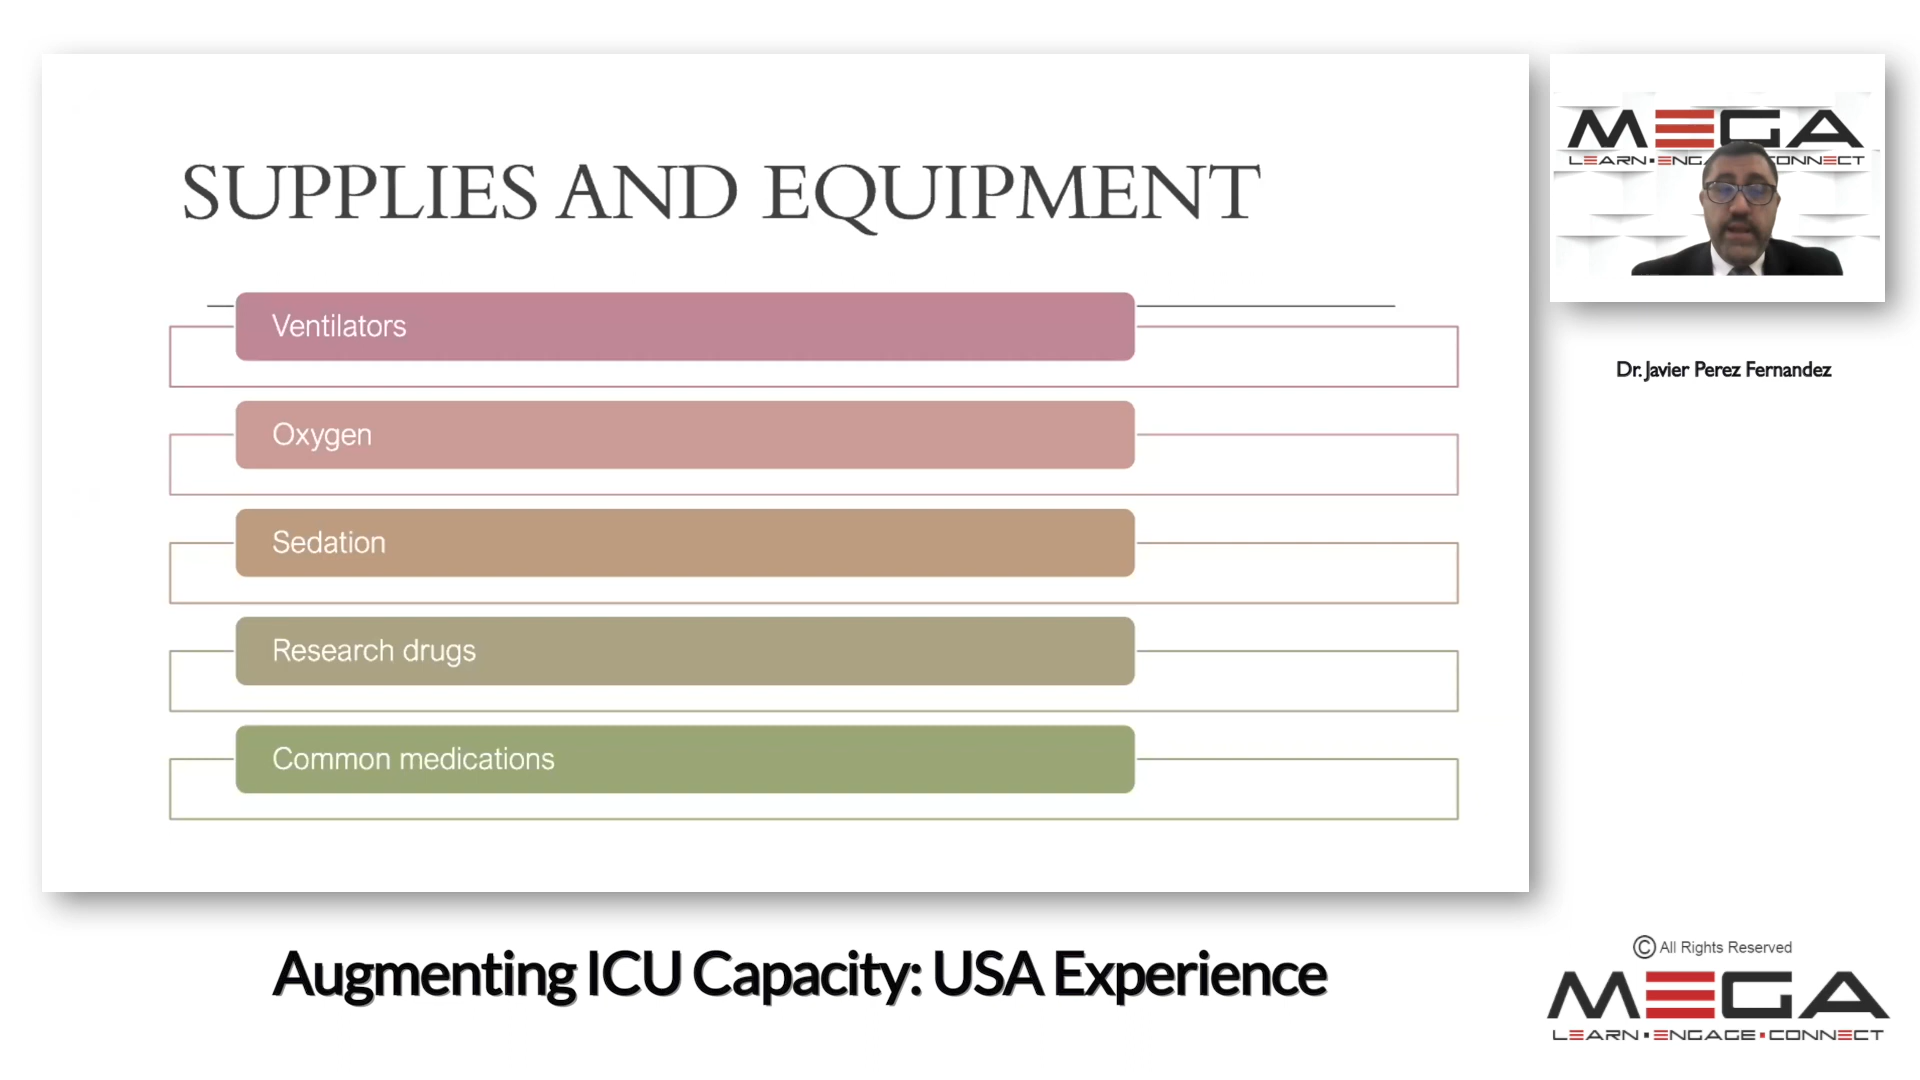 SUPPLIES AND EQUIPMENT
Ventilators
Oxygen
Sedation
Research drugs
Common medications
MEGA
LEARN▪ENGA CONNECT
Dr. Javier Perez Fernandez
Augmenting ICU Capacity: USA Experience
© All Rights Reserved
MEGA
LEARN▪ENGAGE▪CONNECT